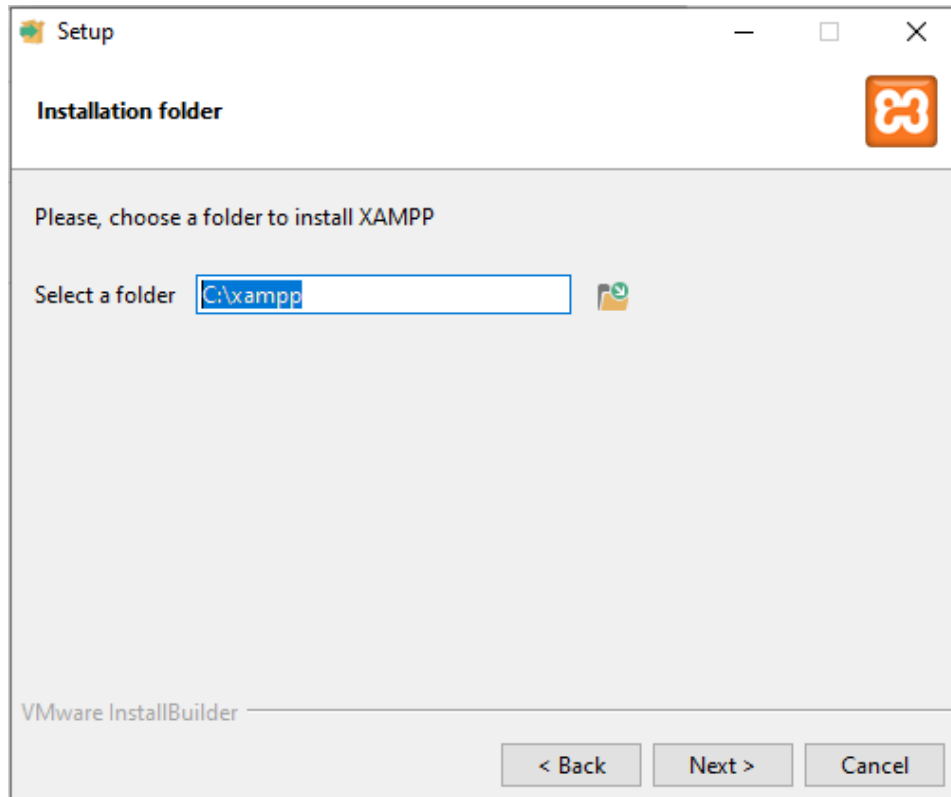 Setup
Installation folder
Please, choose a folder to install XAMPP
Select a folder C:\xampp
VMware InstallBuilder
< Back Next > Cancel